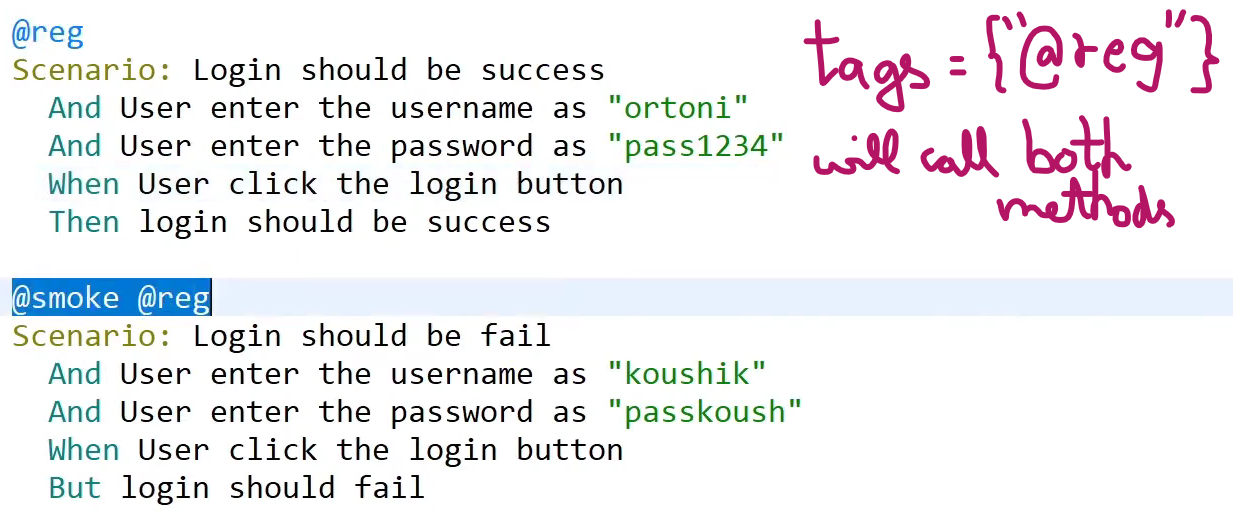 @reg
Scenario: Login should be success
And User enter the username as "ortoni"
And User enter the password as "pass1234"
When User click the login button
Then login should be success
@smoke @reg
Scenario: Login should be fail
And User enter the username as "koushik"
And User enter the password as "passkoush"
When User click the login button
But login should fail
tags = {"@reg"}
will call both
methods